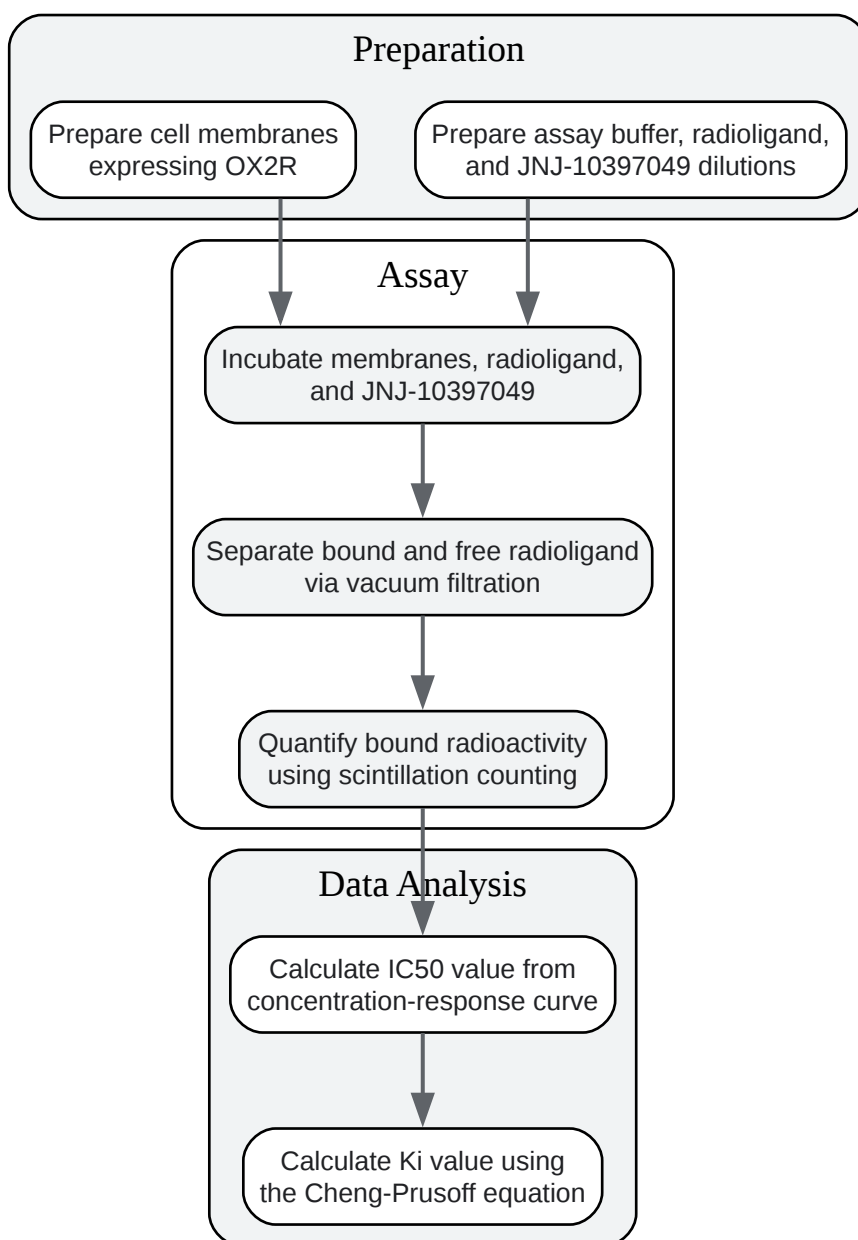 Preparation
Prepare cell membranes
expressing OX2R
Prepare assay buffer, radioligand,
and JNJ-10397049 dilutions
Assay
Incubate membranes, radioligand,
and JNJ-10397049
Separate bound and free radioligand
via vacuum filtration
Quantify bound radioactivity
using scintillation counting
Data Analysis
Calculate IC50 value from
concentration-response curve
Calculate Ki value using
the Cheng-Prusoff equation